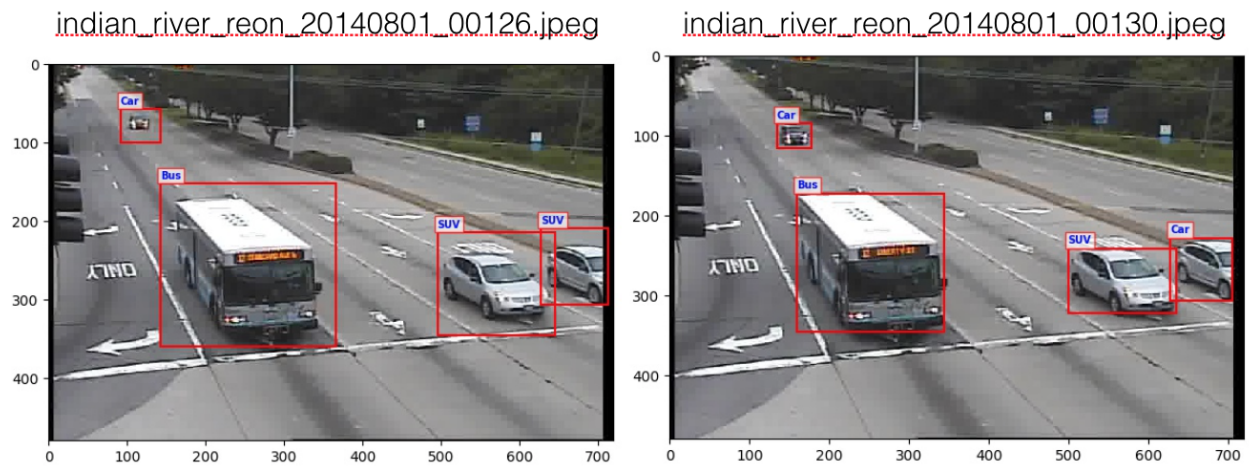 indian_river_reon_20140801_00126.jpeg
0
100
200
300
400
0 100 200 300 400 500 600 700
Car
Bus
SUV
SUV
ONLY
indian_river_reon_20140801_00130.jpeg
0
100
200
300
400
0 100 200 300 400 500 600 700
Car
Bus
SUV
Car
ONLY